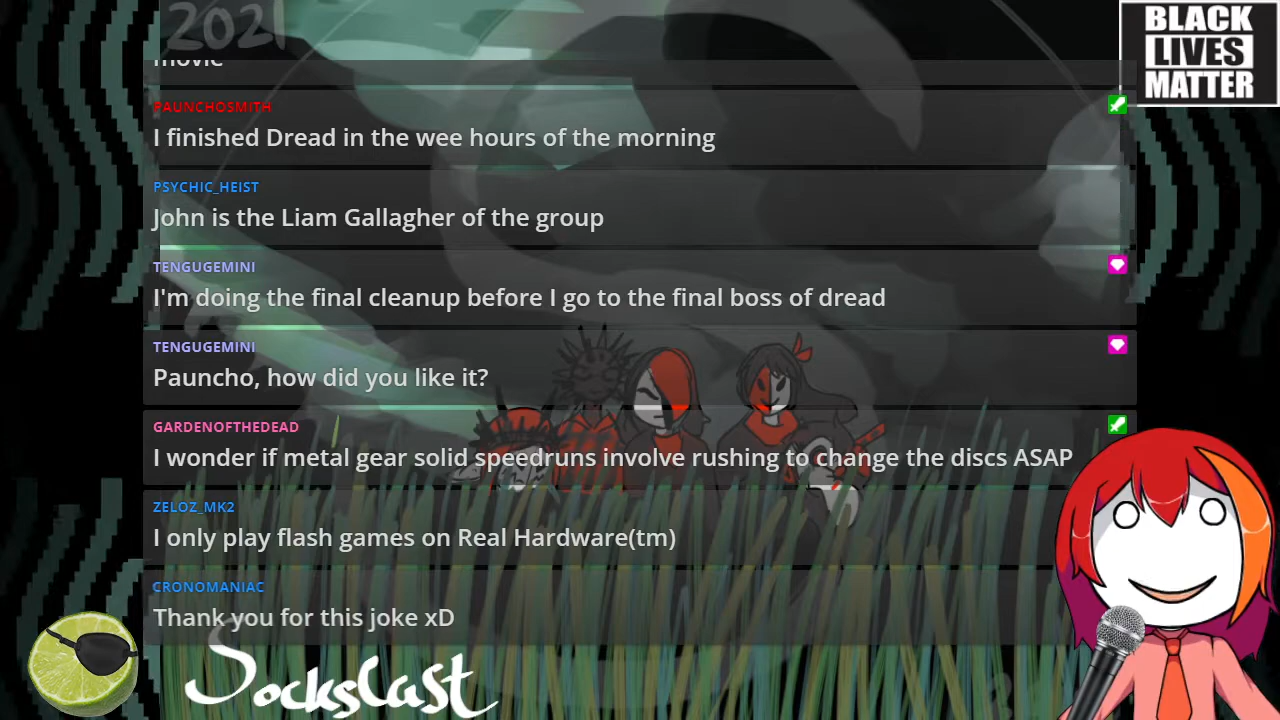 2021
movie
BLACK
LIVES
MATTER
PAUNCHOSMITH
I finished Dread in the wee hours of the morning
PSYCHIC_HEIST
John is the Liam Gallagher of the group
TENGUGEMINI
I'm doing the final cleanup before I go to the final boss of dread
TENGUGEMINI
Pauncho, how did you like it?
GARDENOFTHEDEAD
I wonder if metal gear solid speedruns involve rushing to change the discs ASAP
ZELOZ_MK2
I only play flash games on Real Hardware(tm)
CRONOMANIAC
Thank you for this joke xD
SocksCast